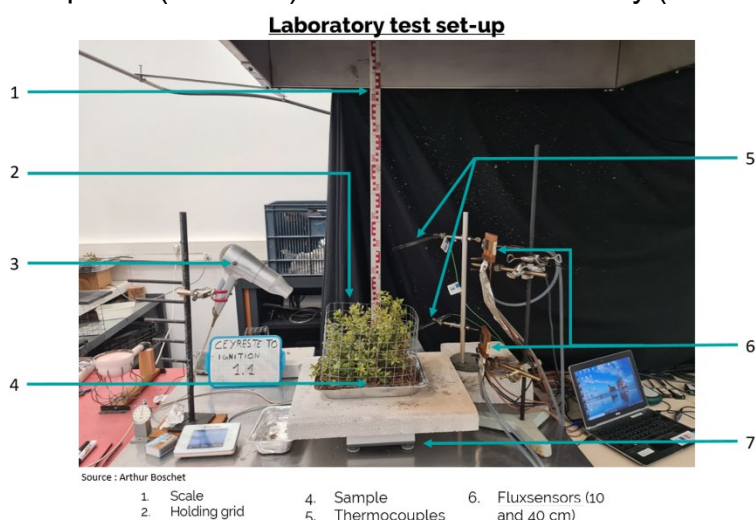 Laboratory test set-up
1
2
3
4
5
6
7
CEYRESTE TO
IGNITION
1.1
Source : Arthur Boschet
1. Scale
2. Holding grid
4. Sample
5. Thermocouples
6. Fluxsensors (10
and 40 cm)